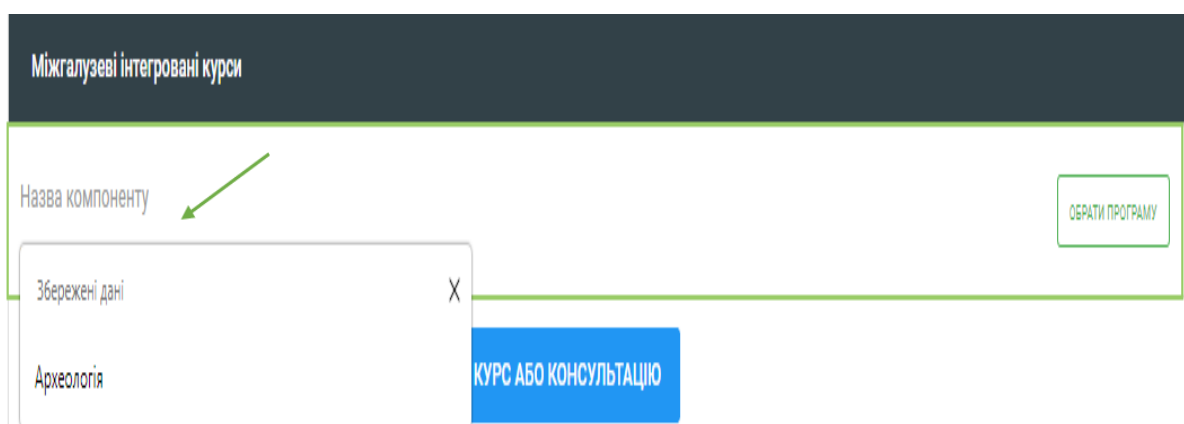 Міжгалузеві інтегровані курси
Назва компоненту
ОБРАТИ ПРОГРАМУ
Збережені дані
Археологія
КУРС АБО КОНСУЛЬТАЦІЮ